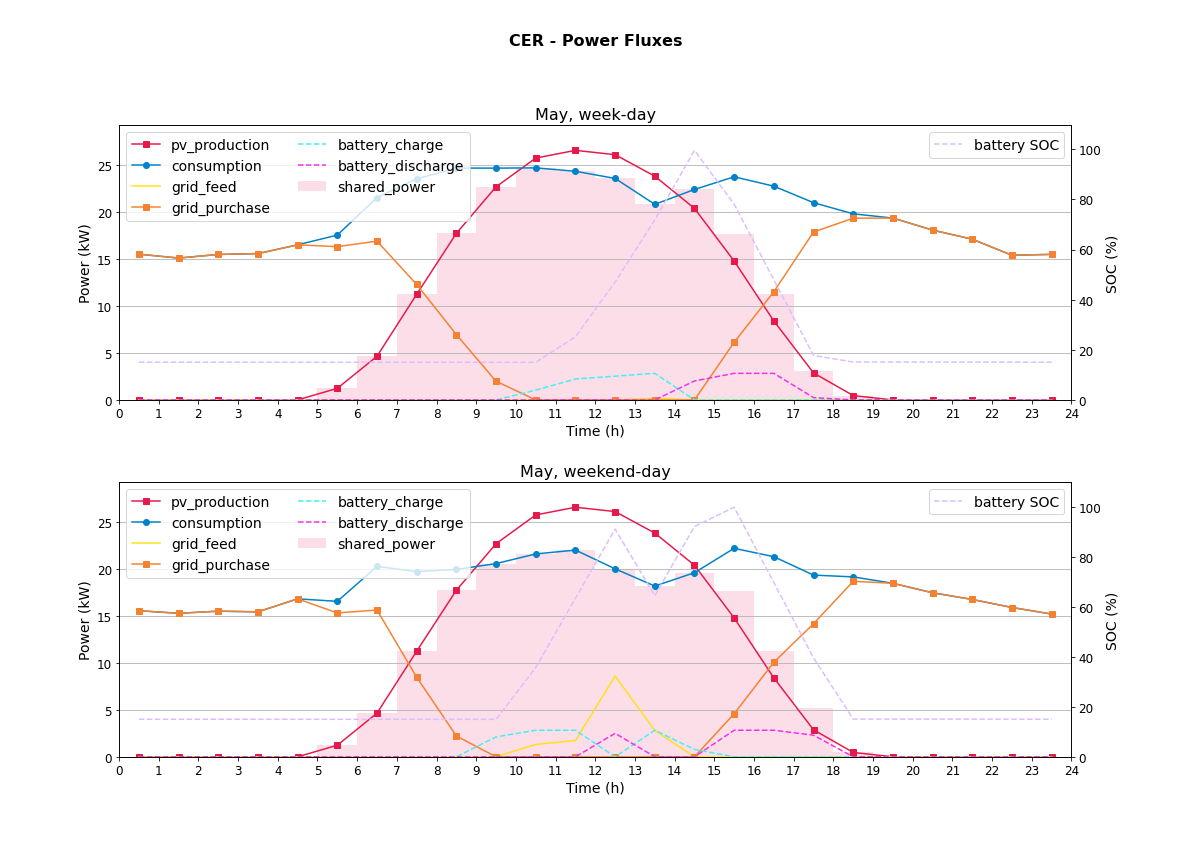 CER - Power Fluxes
May, week-day
pv_production
consumption
grid_feed
grid_purchase
battery_charge
battery_discharge
shared_power
battery SOC
Power (kW)
0
5
10
15
20
25
SOC (%)
0
20
40
60
80
100
0 1 2 3 4 5 6 7 8 9 10 11 12 13 14 15 16 17 18 19 20 21 22 23 24
Time (h)
May, weekend-day
pv_production
consumption
grid_feed
grid_purchase
battery_charge
battery_discharge
shared_power
battery SOC
Power (kW)
0
5
10
15
20
25
SOC (%)
0
20
40
60
80
100
0 1 2 3 4 5 6 7 8 9 10 11 12 13 14 15 16 17 18 19 20 21 22 23 24
Time (h)